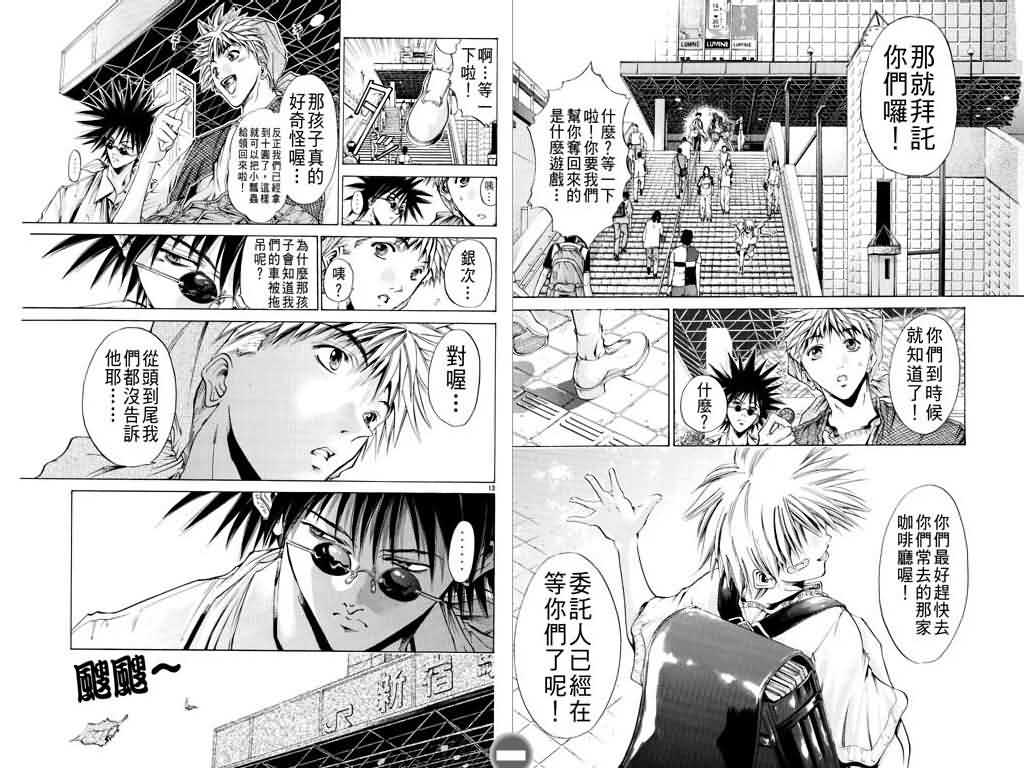 那就拜託
你們囉！
什麼？等一下
啦！你要我們
幫你奪回來的
是什麼遊戲…
LUMINE
LUMINE
你們到時候
就知道了！
什麼？
你們最好趕快去
你們常去的那家
咖啡廳喔！
委託人已經在
等你們了呢！
啊…等一
下啦！
咦…
那孩子真的
好奇怪喔…
反正我們已經拿
到十圓了，這樣
就可以把小瓢蟲
給領回來啦！
銀次…
咦？
為什麼那孩
子會知道我
們的車被拖
吊呢？
對喔…
從頭到尾我
們都沒告訴
他耶……
13
……
颼颼～
新宿